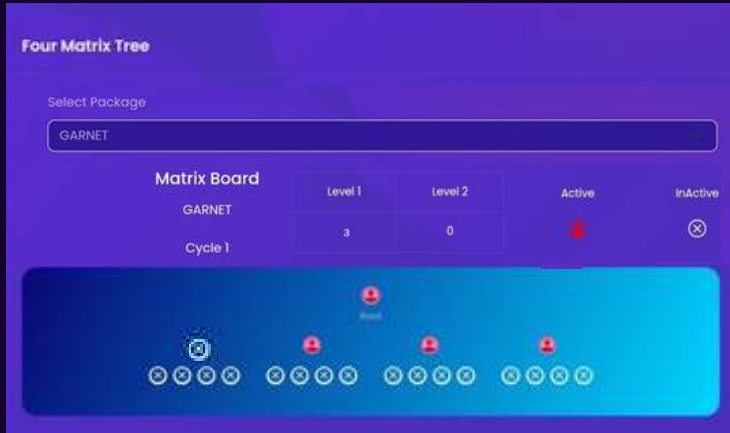 Four Matrix Tree
Select Package
GARNET
Matrix Board
GARNET
Cycle 1
Level 1 Level 2 Active InActive
3 0